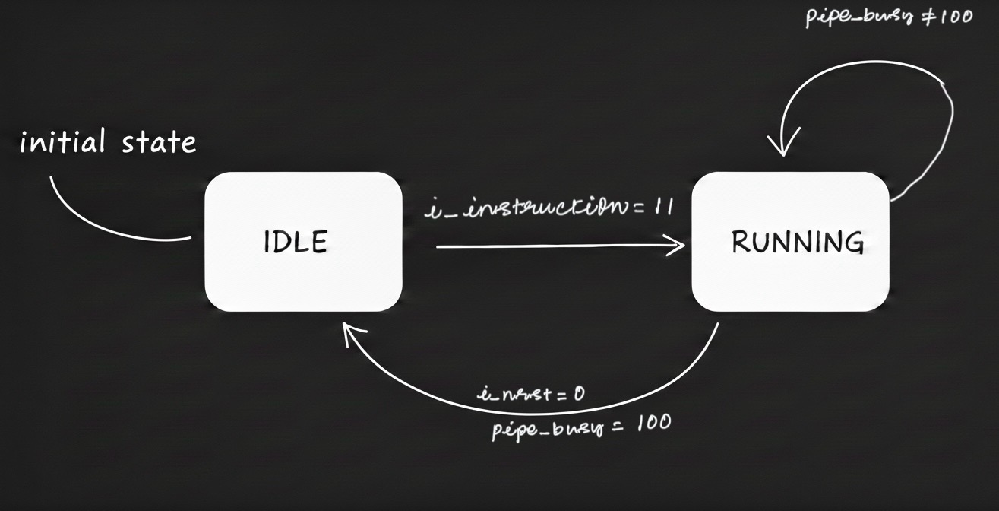 pipe_busy ≠ 100
initial state
i_instruction = 11
IDLE
RUNNING
i_nrst = 0
pipe_busy = 100